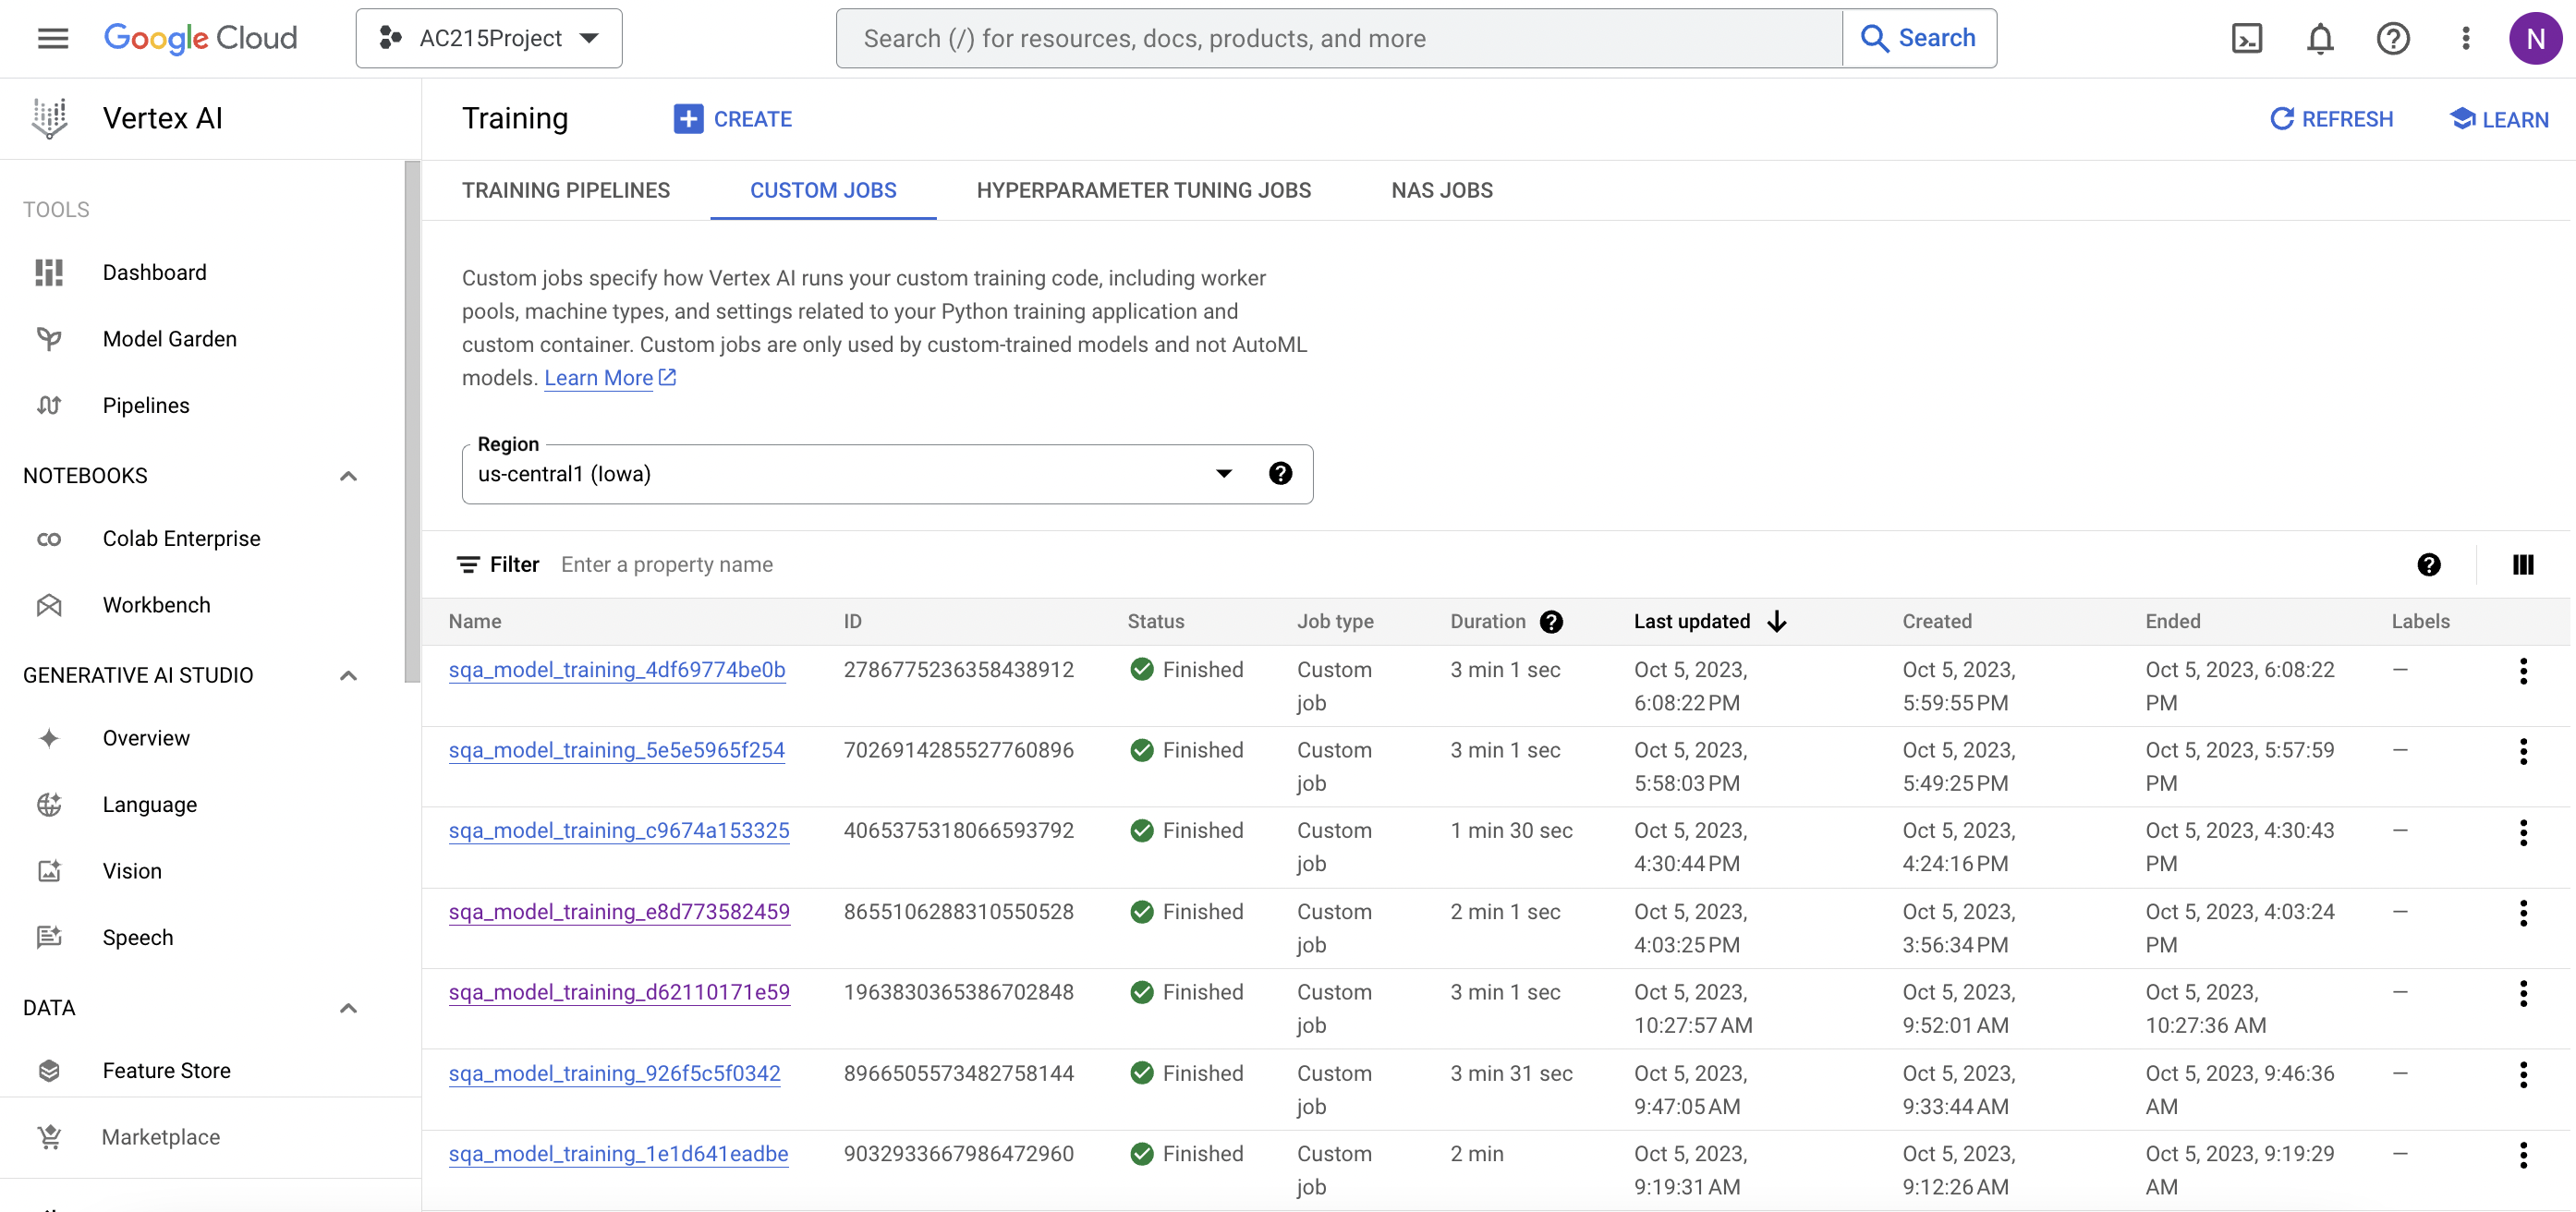 Google Cloud
AC215Project
Search (/) for resources, docs, products, and more
Search
N
Vertex AI
Training
CREATE
REFRESH
LEARN
TOOLS
Dashboard
Model Garden
Pipelines
NOTEBOOKS
Colab Enterprise
Workbench
GENERATIVE AI STUDIO
Overview
Language
Vision
Speech
DATA
Feature Store
Marketplace
TRAINING PIPELINES
CUSTOM JOBS
HYPERPARAMETER TUNING JOBS
NAS JOBS
Custom jobs specify how Vertex AI runs your custom training code, including worker
pools, machine types, and settings related to your Python training application and
custom container. Custom jobs are only used by custom-trained models and not AutoML
models. Learn More
Region
us-central1 (Iowa)
Filter Enter a property name
Name ID Status Job type Duration Last updated Created Ended Labels
sqa_model_training_4df69774be0b 2786775236358438912 Finished Custom 3 min 1 sec Oct 5, 2023, Oct 5, 2023, Oct 5, 2023, 6:08:22 –
job 6:08:22 PM 5:59:55 PM PM
sqa_model_training_5e5e5965f254 7026914285527760896 Finished Custom 3 min 1 sec Oct 5, 2023, Oct 5, 2023, Oct 5, 2023, 5:57:59 –
job 5:58:03 PM 5:49:25 PM PM
sqa_model_training_c9674a153325 4065375318066593792 Finished Custom 1 min 30 sec Oct 5, 2023, Oct 5, 2023, Oct 5, 2023, 4:30:43 –
job 4:30:44 PM 4:24:16 PM PM
sqa_model_training_e8d773582459 8655106288310550528 Finished Custom 2 min 1 sec Oct 5, 2023, Oct 5, 2023, Oct 5, 2023, 4:03:24 –
job 4:03:25 PM 3:56:34 PM PM
sqa_model_training_d62110171e59 1963830365386702848 Finished Custom 3 min 1 sec Oct 5, 2023, Oct 5, 2023, Oct 5, 2023, –
job 10:27:57 AM 9:52:01 AM 10:27:36 AM
sqa_model_training_926f5c5f0342 8966505573482758144 Finished Custom 3 min 31 sec Oct 5, 2023, Oct 5, 2023, Oct 5, 2023, 9:46:36 –
job 9:47:05 AM 9:33:44 AM AM
sqa_model_training_1e1d641eadbe 9032933667986472960 Finished Custom 2 min Oct 5, 2023, Oct 5, 2023, Oct 5, 2023, 9:19:29 –
job 9:19:31 AM 9:12:26 AM AM